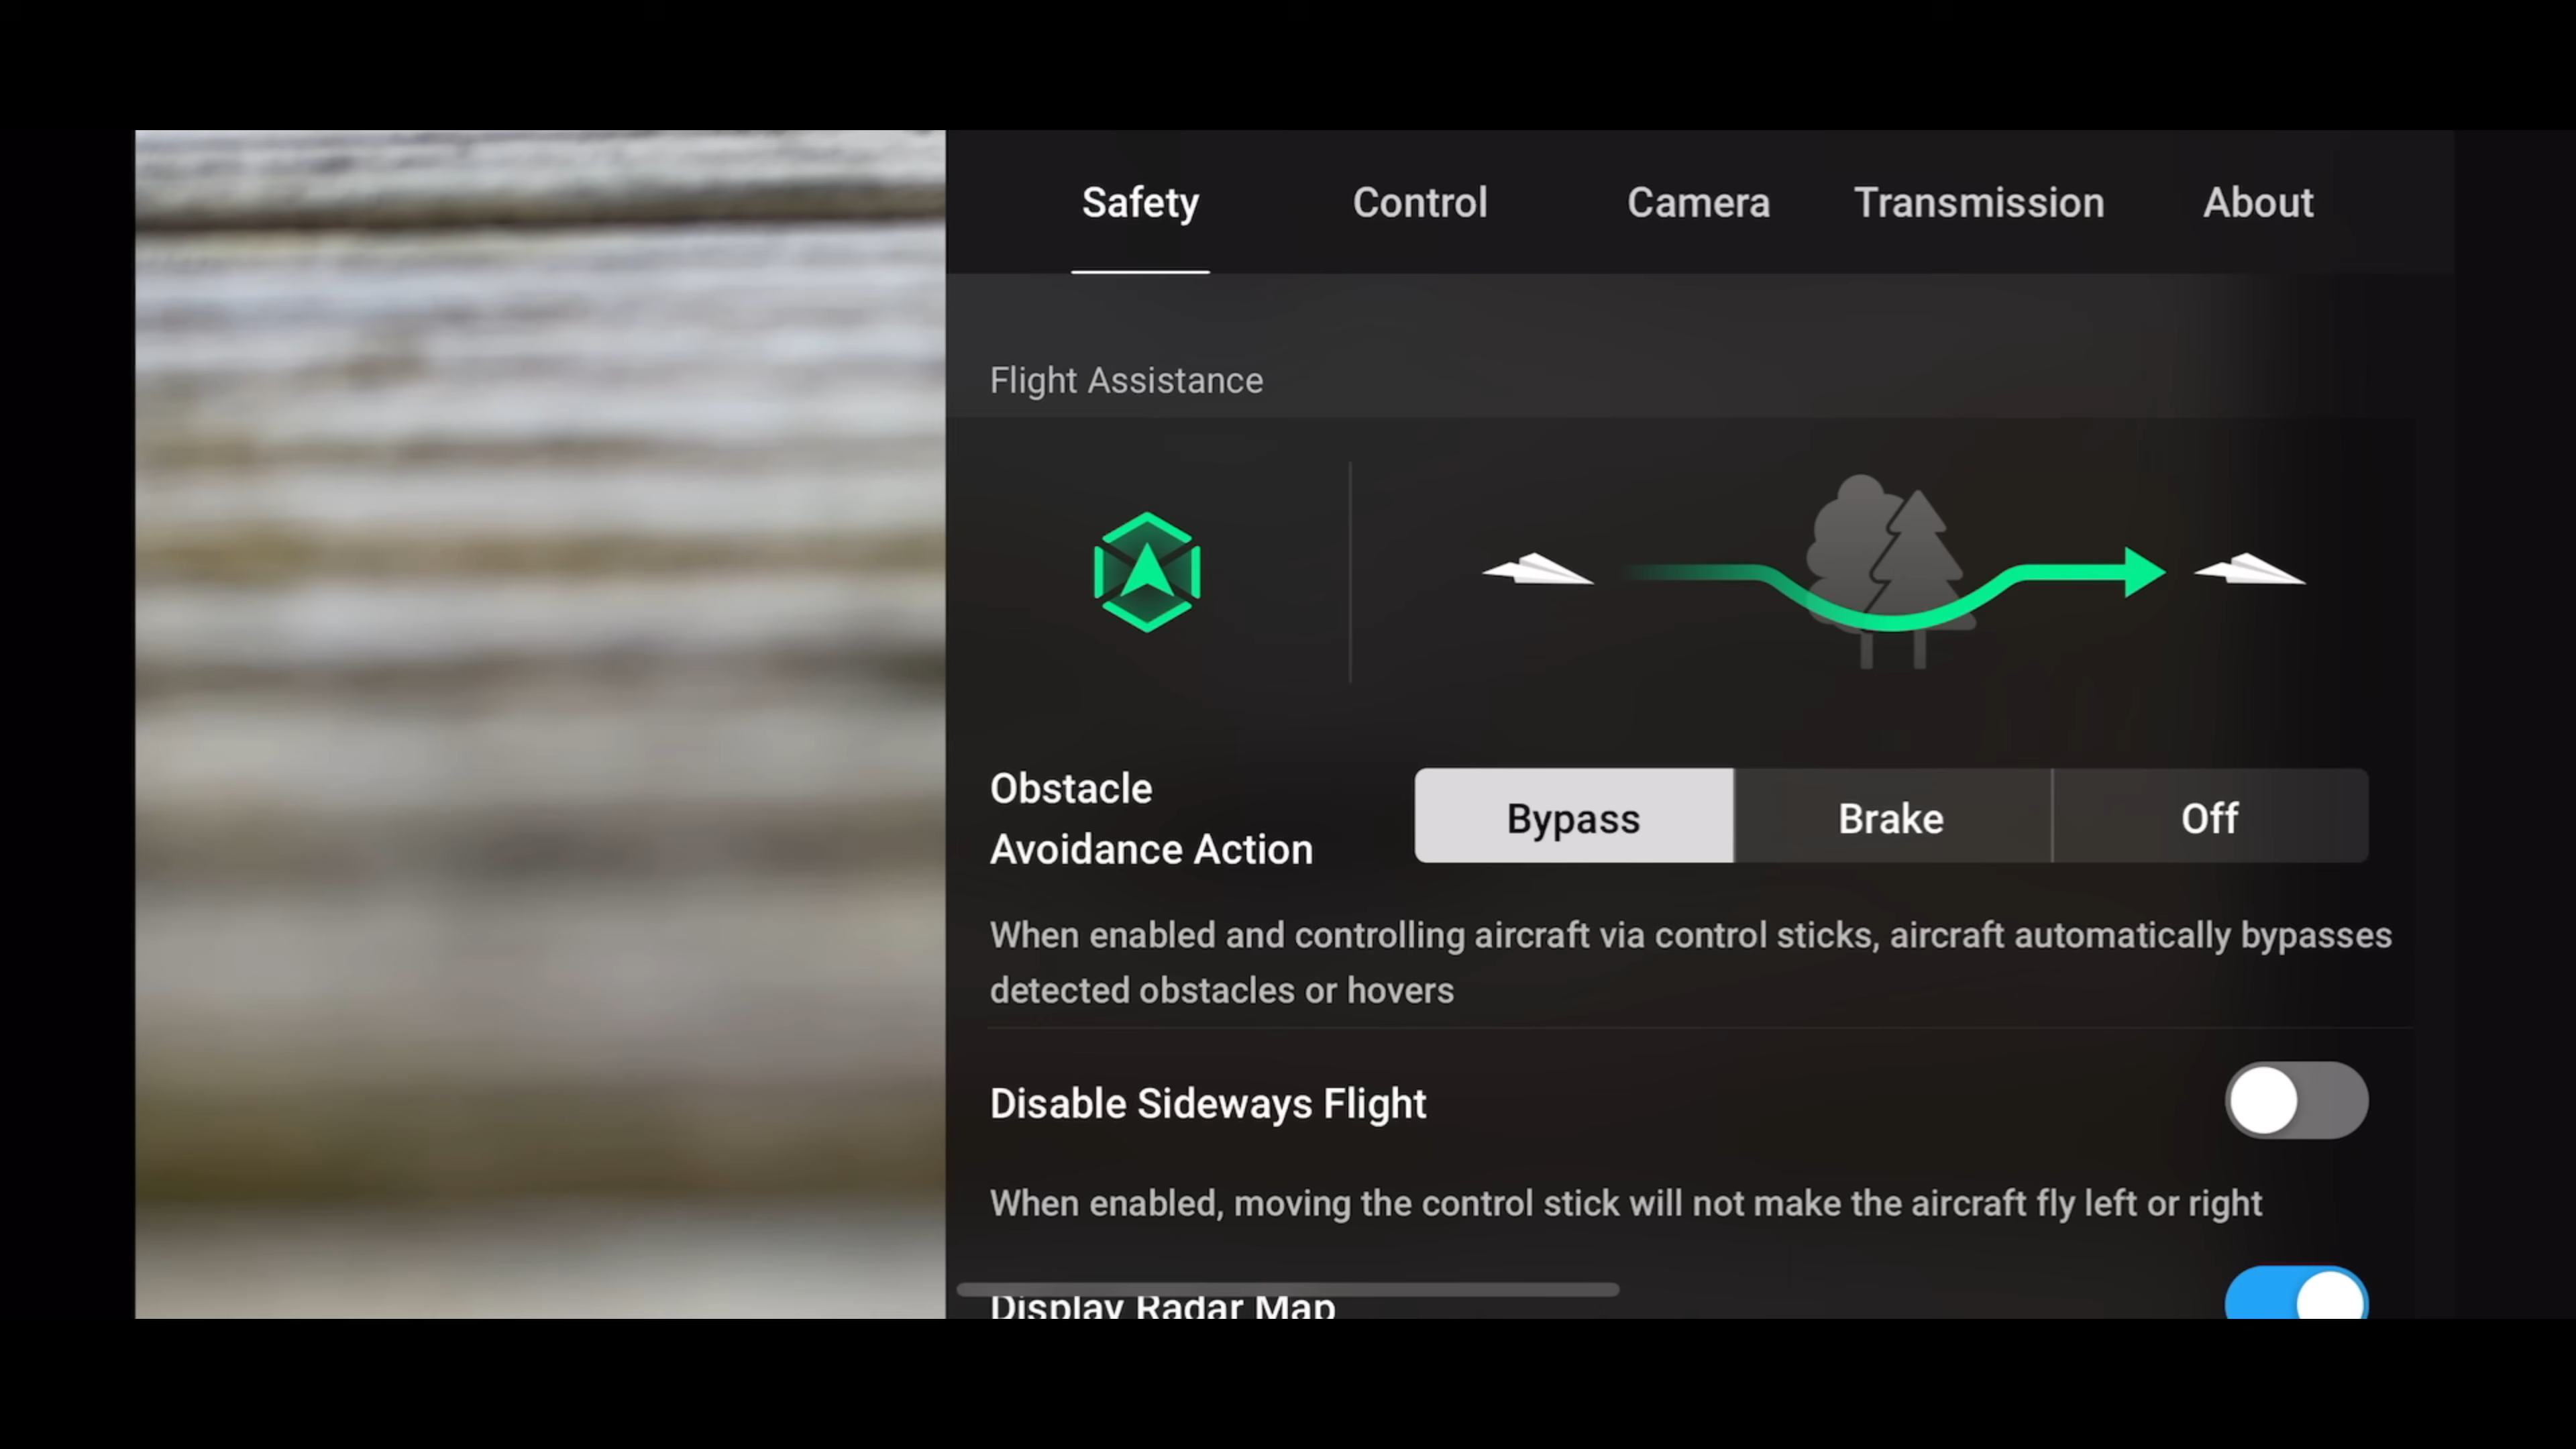 Safety Control Camera Transmission About
Flight Assistance
Obstacle
Avoidance Action
Bypass Brake Off
When enabled and controlling aircraft via control sticks, aircraft automatically bypasses
detected obstacles or hovers
Disable Sideways Flight
When enabled, moving the control stick will not make the aircraft fly left or right
Display Radar Map